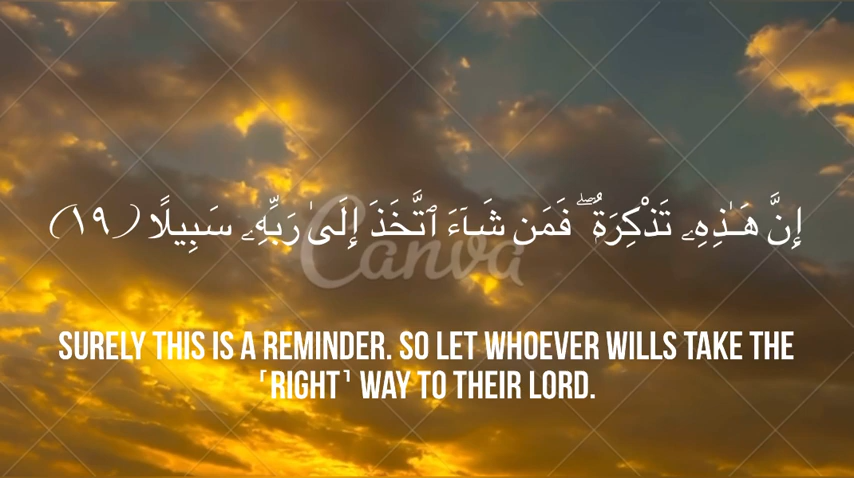 إِنَّ هَـٰذِهِۦ تَذْكِرَةٌ ۖ فَمَن شَآءَ ٱتَّخَذَ إِلَىٰ رَبِّهِۦ سَبِيلًا (١٩)
Canva
SURELY THIS IS A REMINDER. SO LET WHOEVER WILLS TAKE THE
˹RIGHT˺ WAY TO THEIR LORD.